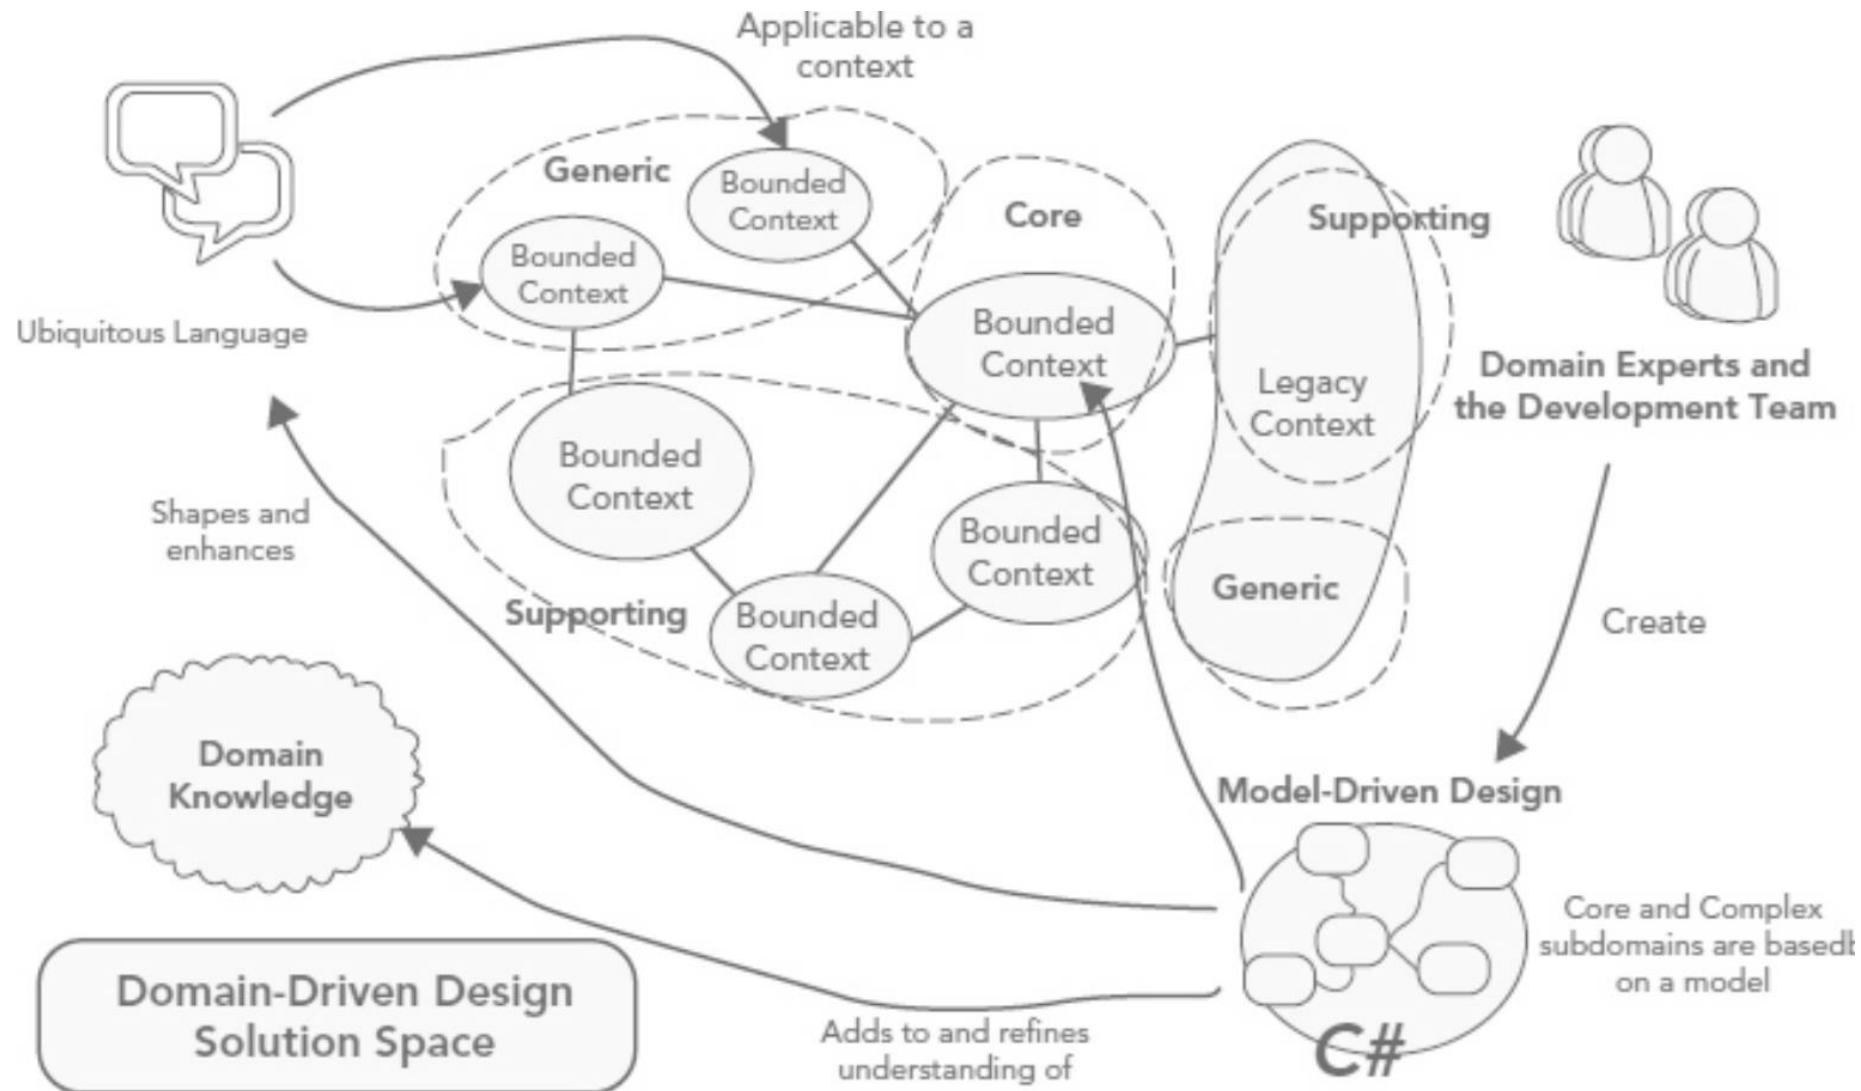 Applicable to a
context
Generic
Bounded
Context
Bounded
Context
Core
Bounded
Context
Supporting
Legacy
Context
Generic
Ubiquitous Language
Domain Experts and
the Development Team
Shapes and
enhances
Bounded
Context
Bounded
Context
Supporting
Bounded
Context
Create
Domain
Knowledge
Model-Driven Design
Core and Complex
subdomains are basedb
on a model
C#
Domain-Driven Design
Solution Space
Adds to and refines
understanding of